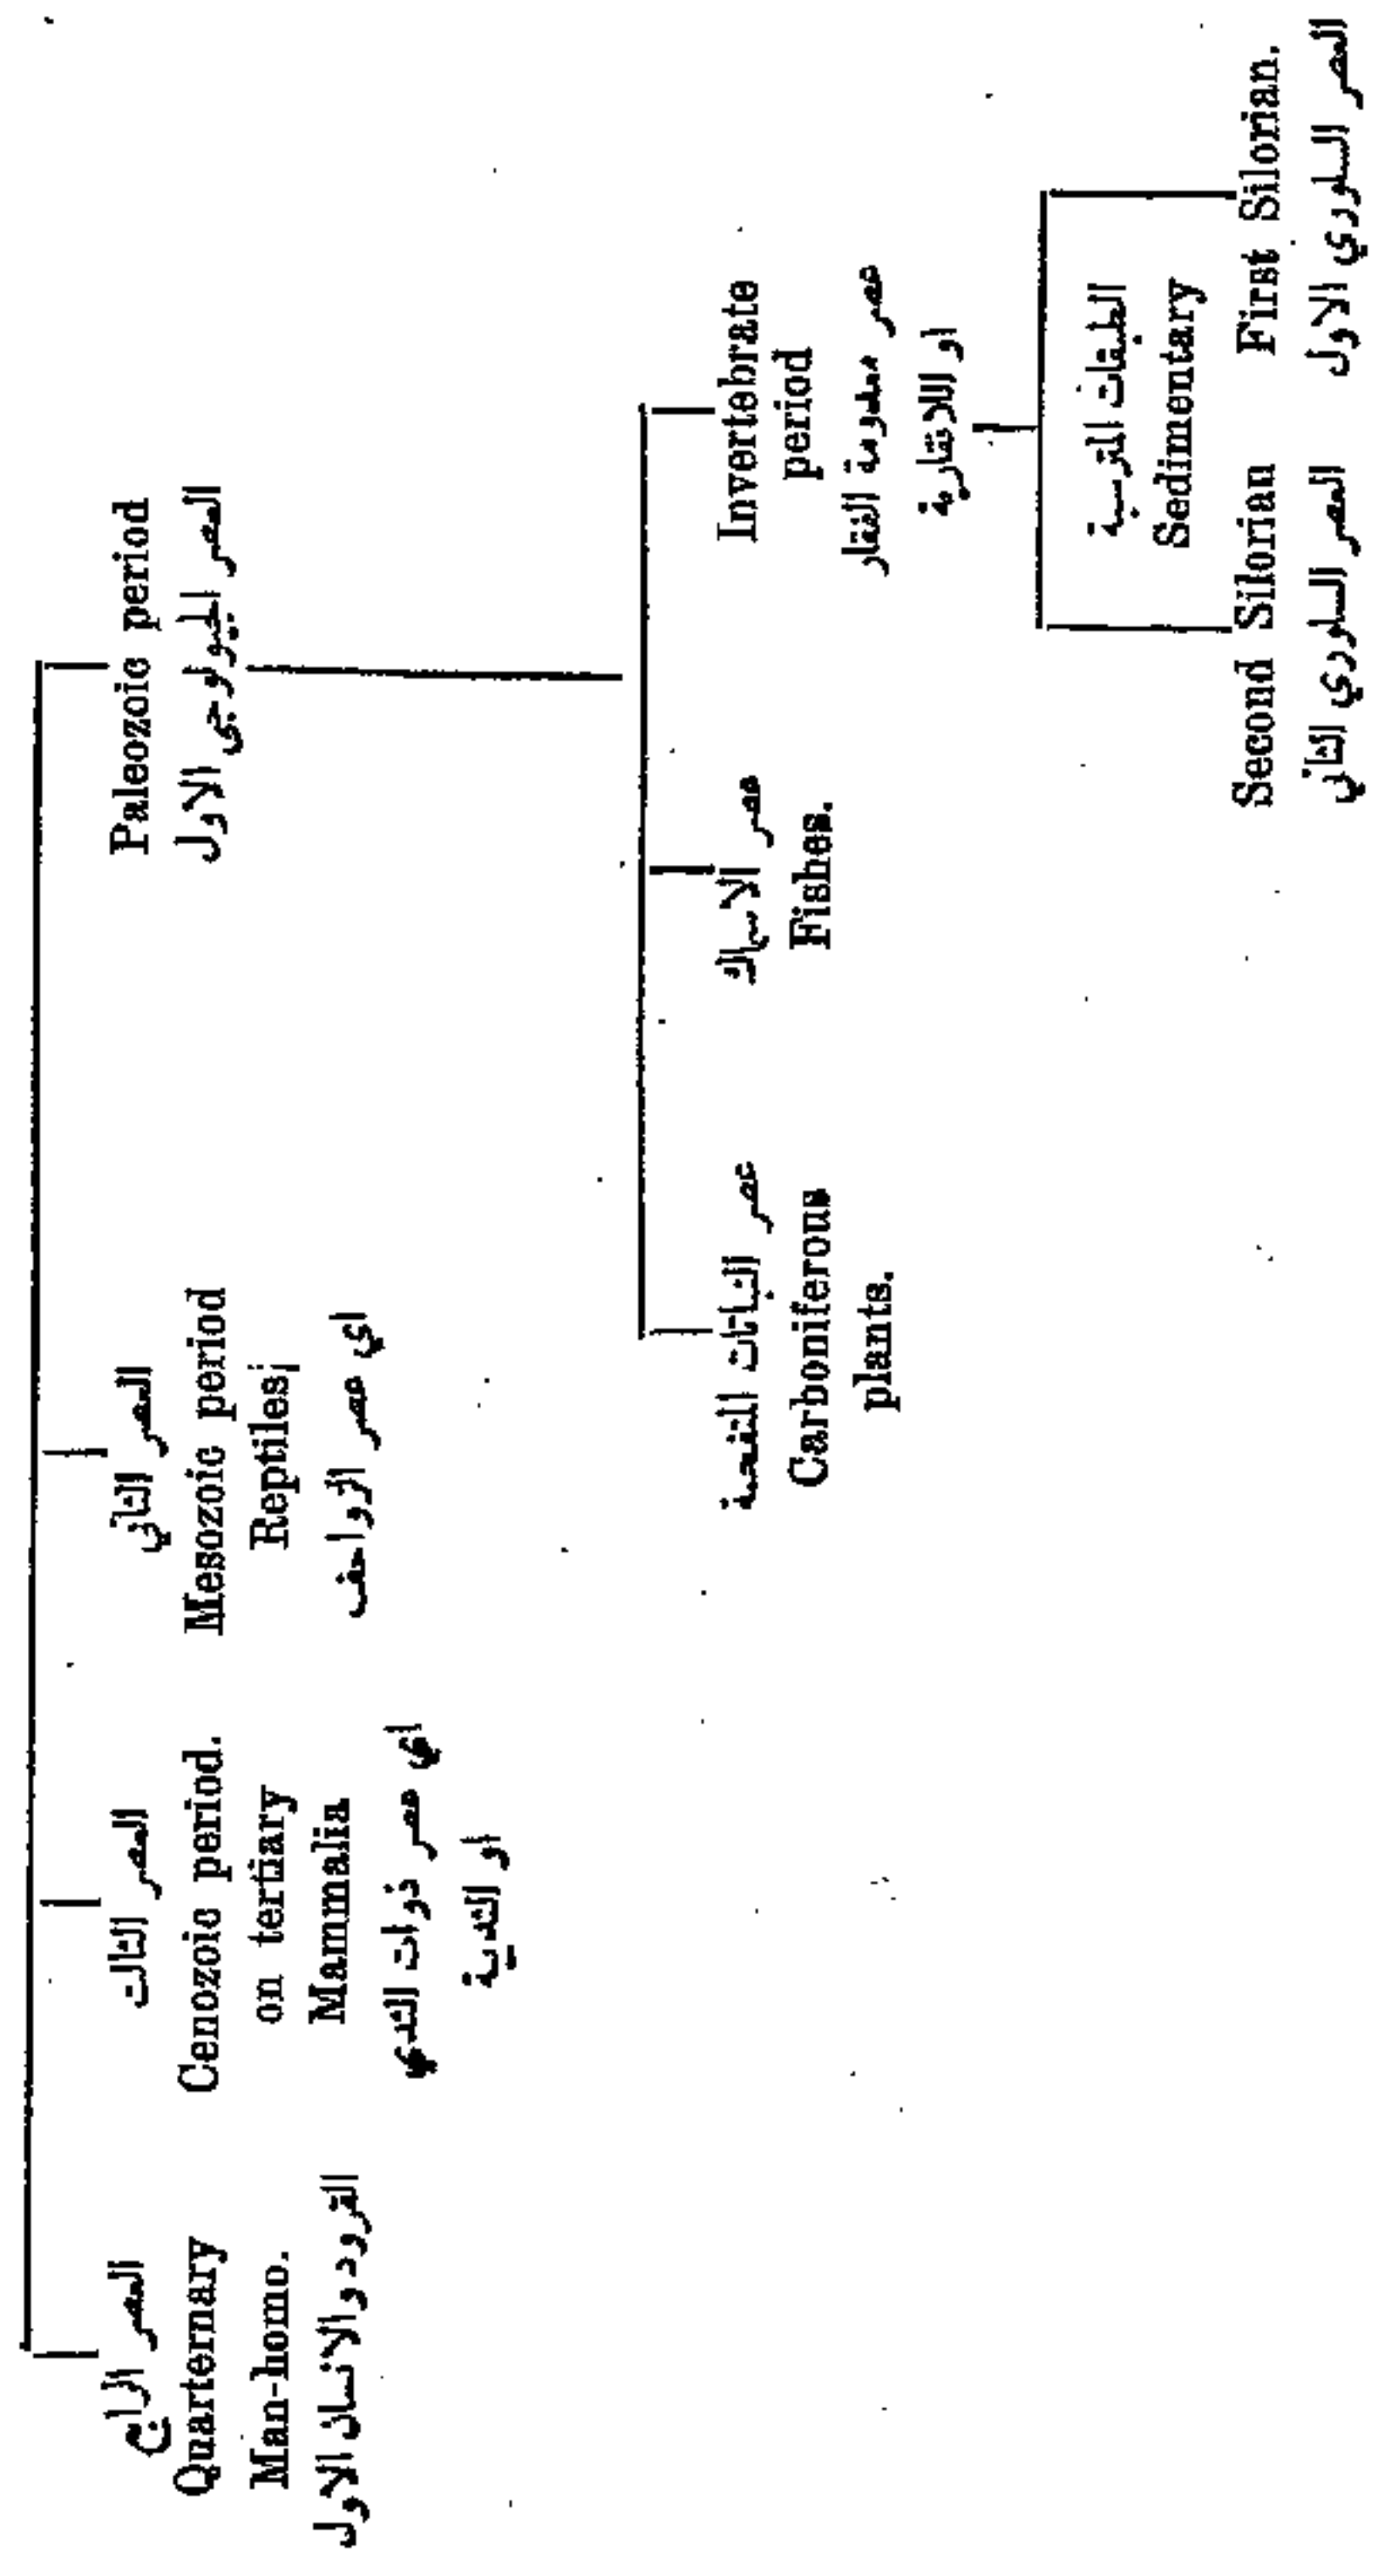 Paleozoic period
العصر الجيولوجي الاول
العصر
الثاني
Mesozoic period
Reptiles
اي عصر الزواحف
العصر
الثالث
Cenozoic period.
on tertiary
Mammalia
اي عصر ذوات الثدي
او الثديية
العصر الرابع
Quarternary
Man-homo.
القرود والانسان الاول
Invertebrate
period
عصر معدومة الفقار
او اللافقارية
عصر الاسماك
Fishes.
عصر النباتات الفحمية
Carboniferous
plants.
الطبقات
Sedimentary
First Silorian.
العصر السلوري الاول
Second Silorian
العصر السلوري الثاني